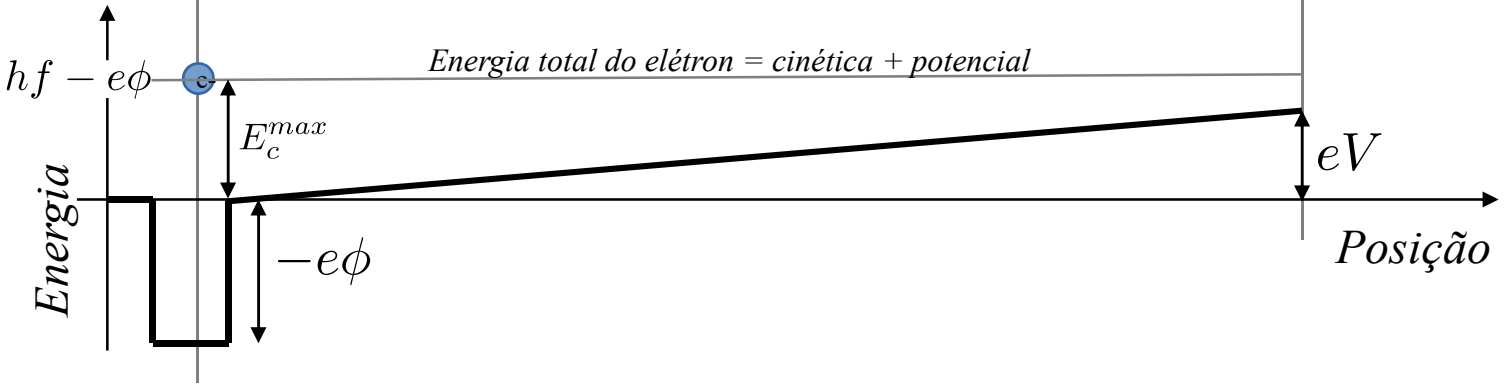 Energia total do elétron = cinética + potencial
hf − eϕ
e-
E_c^{max}
eV
Energia
−eϕ
Posição